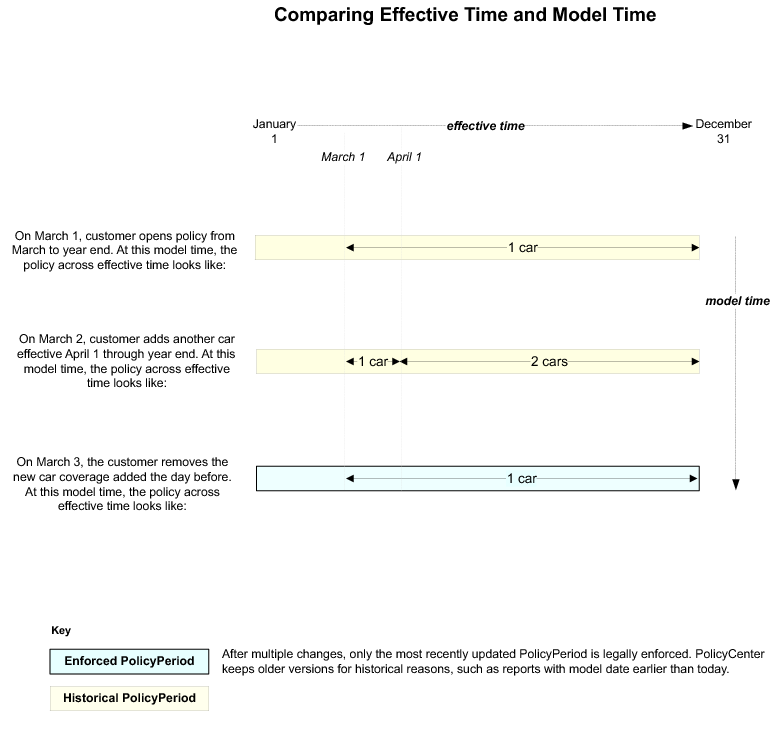 Comparing Effective Time and Model Time
January
1
effective time
December
31
March 1
April 1
On March 1, customer opens policy from
March to year end. At this model time, the
policy across effective time looks like:
1 car
model time
On March 2, customer adds another car
effective April 1 through year end. At this
model time, the policy across effective
time looks like:
1 car
2 cars
On March 3, the customer removes the
new car coverage added the day before.
At this model time, the policy across
effective time looks like:
1 car
Key
Enforced PolicyPeriod
After multiple changes, only the most recently updated PolicyPeriod is legally enforced. PolicyCenter
keeps older versions for historical reasons, such as reports with model date earlier than today.
Historical PolicyPeriod